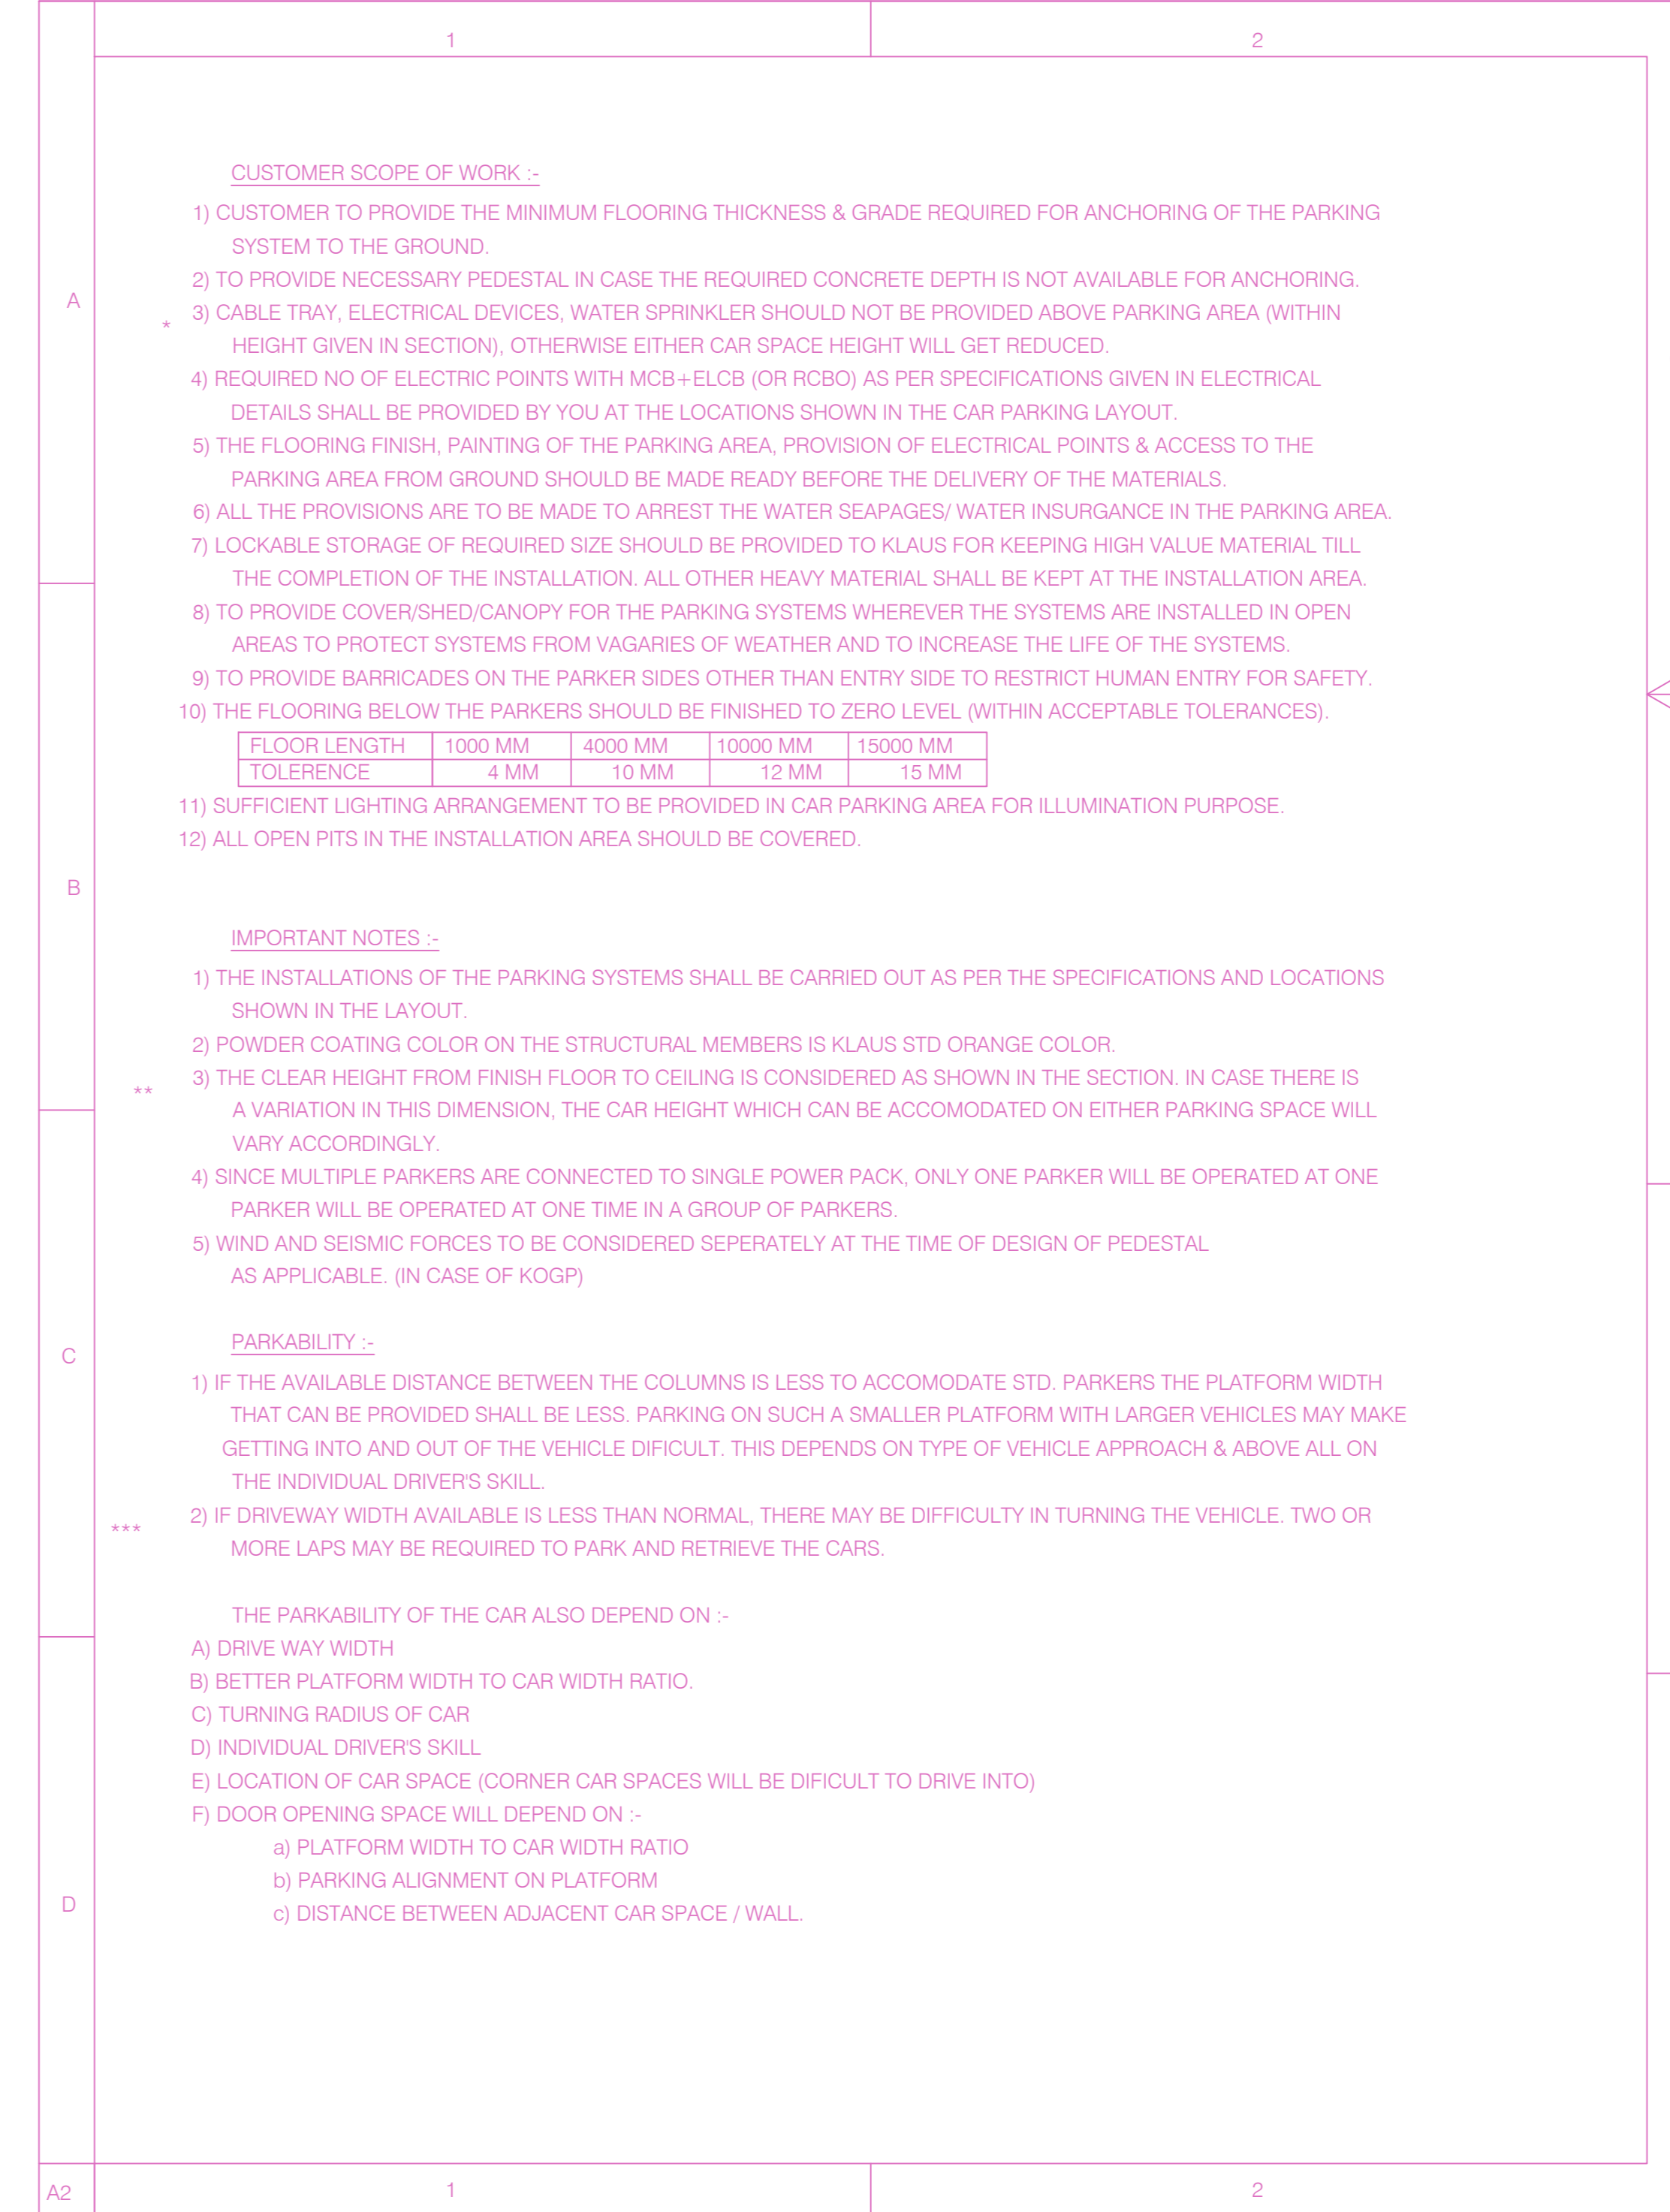 1 2
CUSTOMER SCOPE OF WORK :-
1) CUSTOMER TO PROVIDE THE MINIMUM FLOORING THICKNESS & GRADE REQUIRED FOR ANCHORING OF THE PARKING
SYSTEM TO THE GROUND.
2) TO PROVIDE NECESSARY PEDESTAL IN CASE THE REQUIRED CONCRETE DEPTH IS NOT AVAILABLE FOR ANCHORING.
A
* 3) CABLE TRAY, ELECTRICAL DEVICES, WATER SPRINKLER SHOULD NOT BE PROVIDED ABOVE PARKING AREA (WITHIN
HEIGHT GIVEN IN SECTION), OTHERWISE EITHER CAR SPACE HEIGHT WILL GET REDUCED.
4) REQUIRED NO OF ELECTRIC POINTS WITH MCB+ELCB (OR RCBO) AS PER SPECIFICATIONS GIVEN IN ELECTRICAL
DETAILS SHALL BE PROVIDED BY YOU AT THE LOCATIONS SHOWN IN THE CAR PARKING LAYOUT.
5) THE FLOORING FINISH, PAINTING OF THE PARKING AREA, PROVISION OF ELECTRICAL POINTS & ACCESS TO THE
PARKING AREA FROM GROUND SHOULD BE MADE READY BEFORE THE DELIVERY OF THE MATERIALS.
6) ALL THE PROVISIONS ARE TO BE MADE TO ARREST THE WATER SEAPAGES/ WATER INSURGANCE IN THE PARKING AREA.
7) LOCKABLE STORAGE OF REQUIRED SIZE SHOULD BE PROVIDED TO KLAUS FOR KEEPING HIGH VALUE MATERIAL TILL
THE COMPLETION OF THE INSTALLATION. ALL OTHER HEAVY MATERIAL SHALL BE KEPT AT THE INSTALLATION AREA.
8) TO PROVIDE COVER/SHED/CANOPY FOR THE PARKING SYSTEMS WHEREVER THE SYSTEMS ARE INSTALLED IN OPEN
AREAS TO PROTECT SYSTEMS FROM VAGARIES OF WEATHER AND TO INCREASE THE LIFE OF THE SYSTEMS.
9) TO PROVIDE BARRICADES ON THE PARKER SIDES OTHER THAN ENTRY SIDE TO RESTRICT HUMAN ENTRY FOR SAFETY.
10) THE FLOORING BELOW THE PARKERS SHOULD BE FINISHED TO ZERO LEVEL (WITHIN ACCEPTABLE TOLERANCES).
FLOOR LENGTH 1000 MM 4000 MM 10000 MM 15000 MM
TOLERENCE 4 MM 10 MM 12 MM 15 MM
11) SUFFICIENT LIGHTING ARRANGEMENT TO BE PROVIDED IN CAR PARKING AREA FOR ILLUMINATION PURPOSE.
12) ALL OPEN PITS IN THE INSTALLATION AREA SHOULD BE COVERED.
B
IMPORTANT NOTES :-
1) THE INSTALLATIONS OF THE PARKING SYSTEMS SHALL BE CARRIED OUT AS PER THE SPECIFICATIONS AND LOCATIONS
SHOWN IN THE LAYOUT.
2) POWDER COATING COLOR ON THE STRUCTURAL MEMBERS IS KLAUS STD ORANGE COLOR.
** 3) THE CLEAR HEIGHT FROM FINISH FLOOR TO CEILING IS CONSIDERED AS SHOWN IN THE SECTION. IN CASE THERE IS
A VARIATION IN THIS DIMENSION, THE CAR HEIGHT WHICH CAN BE ACCOMODATED ON EITHER PARKING SPACE WILL
VARY ACCORDINGLY.
4) SINCE MULTIPLE PARKERS ARE CONNECTED TO SINGLE POWER PACK, ONLY ONE PARKER WILL BE OPERATED AT ONE
PARKER WILL BE OPERATED AT ONE TIME IN A GROUP OF PARKERS.
5) WIND AND SEISMIC FORCES TO BE CONSIDERED SEPERATELY AT THE TIME OF DESIGN OF PEDESTAL
AS APPLICABLE. (IN CASE OF KOGP)
PARKABILITY :-
C
1) IF THE AVAILABLE DISTANCE BETWEEN THE COLUMNS IS LESS TO ACCOMODATE STD. PARKERS THE PLATFORM WIDTH
THAT CAN BE PROVIDED SHALL BE LESS. PARKING ON SUCH A SMALLER PLATFORM WITH LARGER VEHICLES MAY MAKE
GETTING INTO AND OUT OF THE VEHICLE DIFICULT. THIS DEPENDS ON TYPE OF VEHICLE APPROACH & ABOVE ALL ON
THE INDIVIDUAL DRIVER'S SKILL.
*** 2) IF DRIVEWAY WIDTH AVAILABLE IS LESS THAN NORMAL, THERE MAY BE DIFFICULTY IN TURNING THE VEHICLE. TWO OR
MORE LAPS MAY BE REQUIRED TO PARK AND RETRIEVE THE CARS.
THE PARKABILITY OF THE CAR ALSO DEPEND ON :-
A) DRIVE WAY WIDTH
B) BETTER PLATFORM WIDTH TO CAR WIDTH RATIO.
C) TURNING RADIUS OF CAR
D) INDIVIDUAL DRIVER'S SKILL
E) LOCATION OF CAR SPACE (CORNER CAR SPACES WILL BE DIFICULT TO DRIVE INTO)
F) DOOR OPENING SPACE WILL DEPEND ON :-
a) PLATFORM WIDTH TO CAR WIDTH RATIO
b) PARKING ALIGNMENT ON PLATFORM
D
c) DISTANCE BETWEEN ADJACENT CAR SPACE / WALL.
A2 1 2